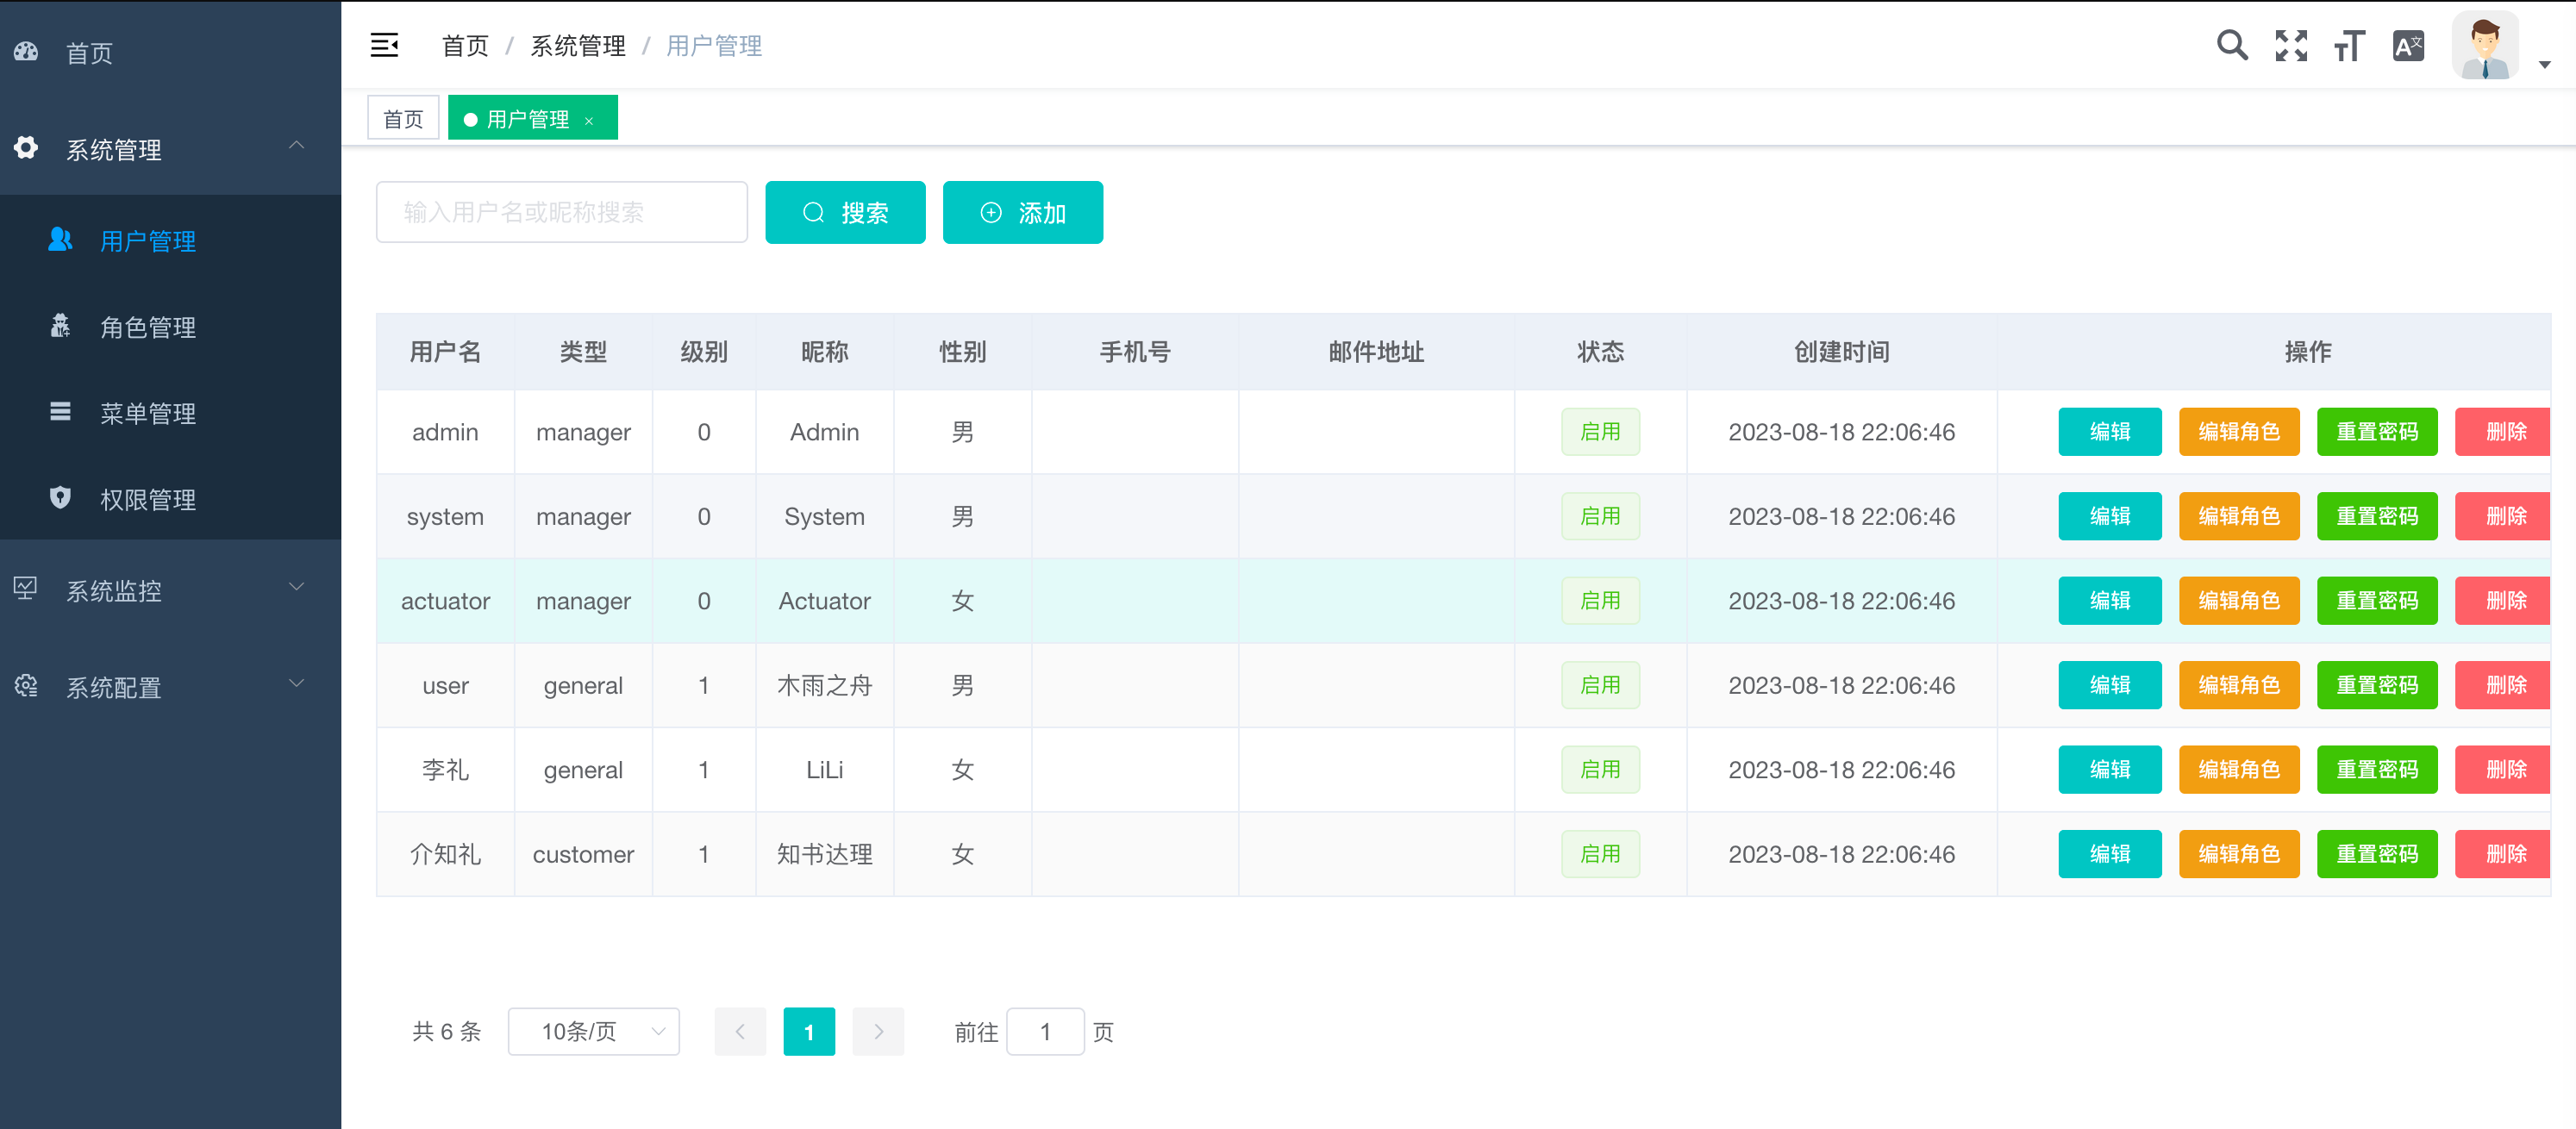 首页
系统管理
用户管理
角色管理
菜单管理
权限管理
系统监控
系统配置
首页 / 系统管理 / 用户管理
首页 用户管理 ×
输入用户名或昵称搜索 搜索 添加
用户名 类型 级别 昵称 性别 手机号 邮件地址 状态 创建时间 操作
admin manager 0 Admin 男 启用 2023-08-18 22:06:46 编辑 编辑角色 重置密码 删除
system manager 0 System 男 启用 2023-08-18 22:06:46 编辑 编辑角色 重置密码 删除
actuator manager 0 Actuator 女 启用 2023-08-18 22:06:46 编辑 编辑角色 重置密码 删除
user general 1 木雨之舟 男 启用 2023-08-18 22:06:46 编辑 编辑角色 重置密码 删除
李礼 general 1 LiLi 女 启用 2023-08-18 22:06:46 编辑 编辑角色 重置密码 删除
介知礼 customer 1 知书达理 女 启用 2023-08-18 22:06:46 编辑 编辑角色 重置密码 删除
共 6 条 10条/页 1 前往 1 页